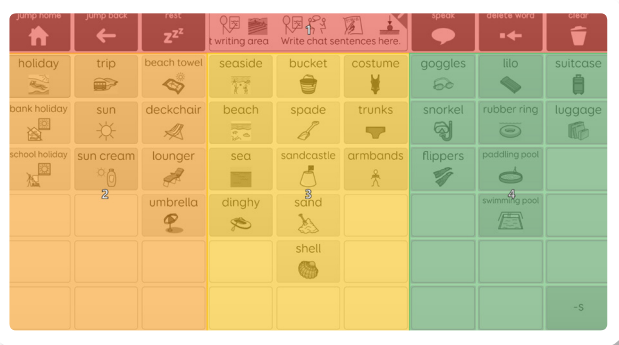 jump home jump back rest speak delete word clear
1
t writing area Write chat sentences here.
holiday trip beach towel seaside bucket costume goggles lilo suitcase
bank holiday sun deckchair beach spade trunks snorkel rubber ring luggage
school holiday sun cream lounger sea sandcastle armbands flippers paddling pool
2 3 4
umbrella dinghy sand swimming pool
shell
-s